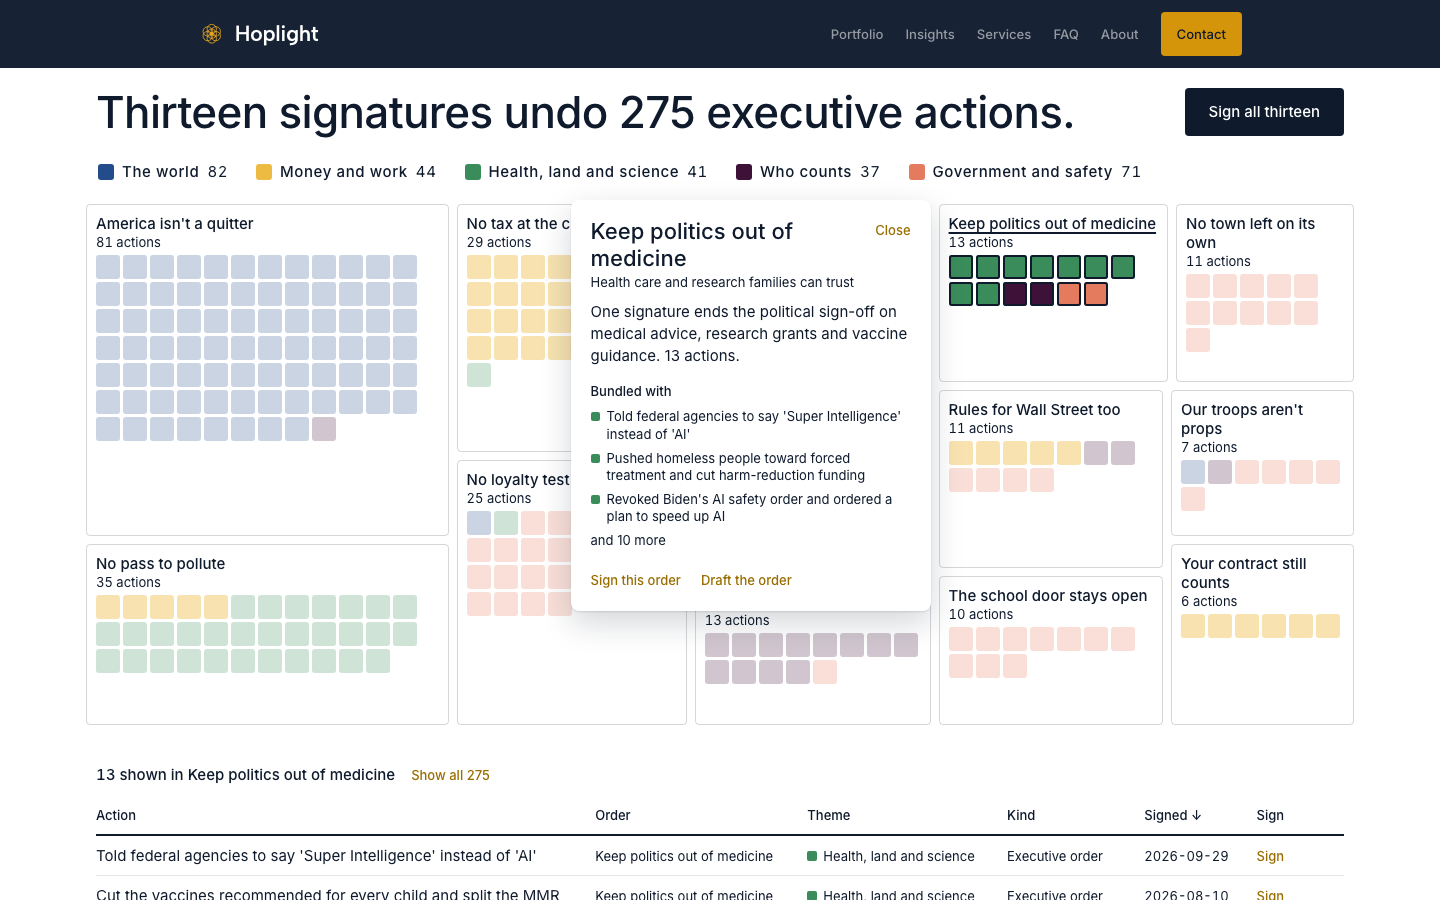 Hoplight
Portfolio Insights Services FAQ About Contact
Thirteen signatures undo 275 executive actions.
Sign all thirteen
The world 82 Money and work 44 Health, land and science 41 Who counts 37 Government and safety 71
America isn't a quitter
81 actions
No pass to pollute
35 actions
No tax at the c
29 actions
No loyalty test
25 actions
Keep politics out of
medicine
Close
Health care and research families can trust
One signature ends the political sign-off on
medical advice, research grants and vaccine
guidance. 13 actions.
Bundled with
Told federal agencies to say 'Super Intelligence'
instead of 'AI'
Pushed homeless people toward forced
treatment and cut harm-reduction funding
Revoked Biden's AI safety order and ordered a
plan to speed up AI
and 10 more
Sign this order Draft the order
13 actions
Keep politics out of medicine
13 actions
No town left on its
own
11 actions
Rules for Wall Street too
11 actions
Our troops aren't
props
7 actions
The school door stays open
10 actions
Your contract still
counts
6 actions
13 shown in Keep politics out of medicine Show all 275
Action Order Theme Kind Signed ↓ Sign
Told federal agencies to say 'Super Intelligence' instead of 'AI' Keep politics out of medicine Health, land and science Executive order 2026-09-29 Sign
Cut the vaccines recommended for every child and split the MMR Keep politics out of medicine Health, land and science Executive order 2026-08-10 Sign